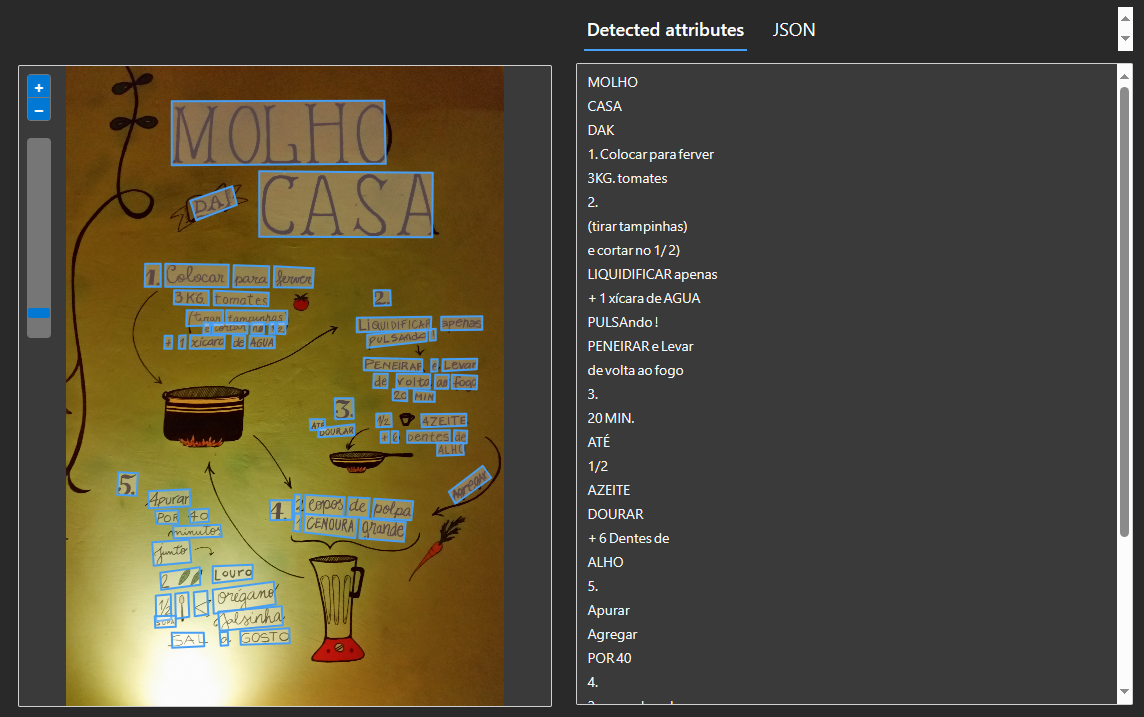 Detected attributes
JSON
+
−
MOLHO
DA
CASA
1. Colocar para ferver
3KG. tomates
(tirar tampinhas
e cortar no 1/2)
+ 1 xícara de AGUA
2.
LIQUIDIFICAR apenas
PULSAndo!
PENEIRAR e Levar
de volta ao fogo
20 MIN
3.
1/2 AZEITE
+ 6 Dentes de
ALHO
ATÉ
DOURAR
Agregar
4. 2 copos de polpa
1 CENOURA grande
5.
Apurar
POR 40
minutos
Junto
2 LOURO
1/2 orégano
SOPA
Salsinha
SAL a GOSTO
MOLHO
CASA
DAK
1. Colocar para ferver
3KG. tomates
2.
(tirar tampinhas)
e cortar no 1/ 2)
LIQUIDIFICAR apenas
+ 1 xícara de AGUA
PULSAndo !
PENEIRAR e Levar
de volta ao fogo
3.
20 MIN.
ATÉ
1/2
AZEITE
DOURAR
+ 6 Dentes de
ALHO
5.
Apurar
Agregar
POR 40
4.